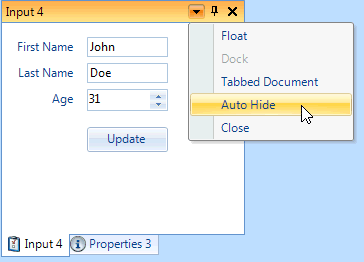 Input 4
First Name John
Last Name Doe
Age 31
Update
Float
Dock
Tabbed Document
Auto Hide
Close
Input 4 Properties 3